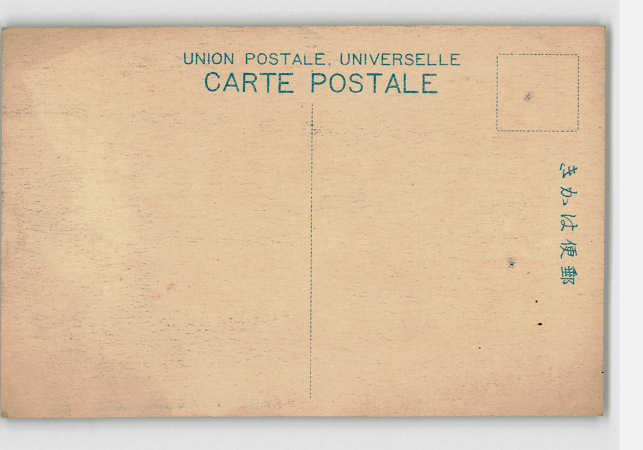 UNION POSTALE, UNIVERSELLE
CARTE POSTALE
きかは便郵